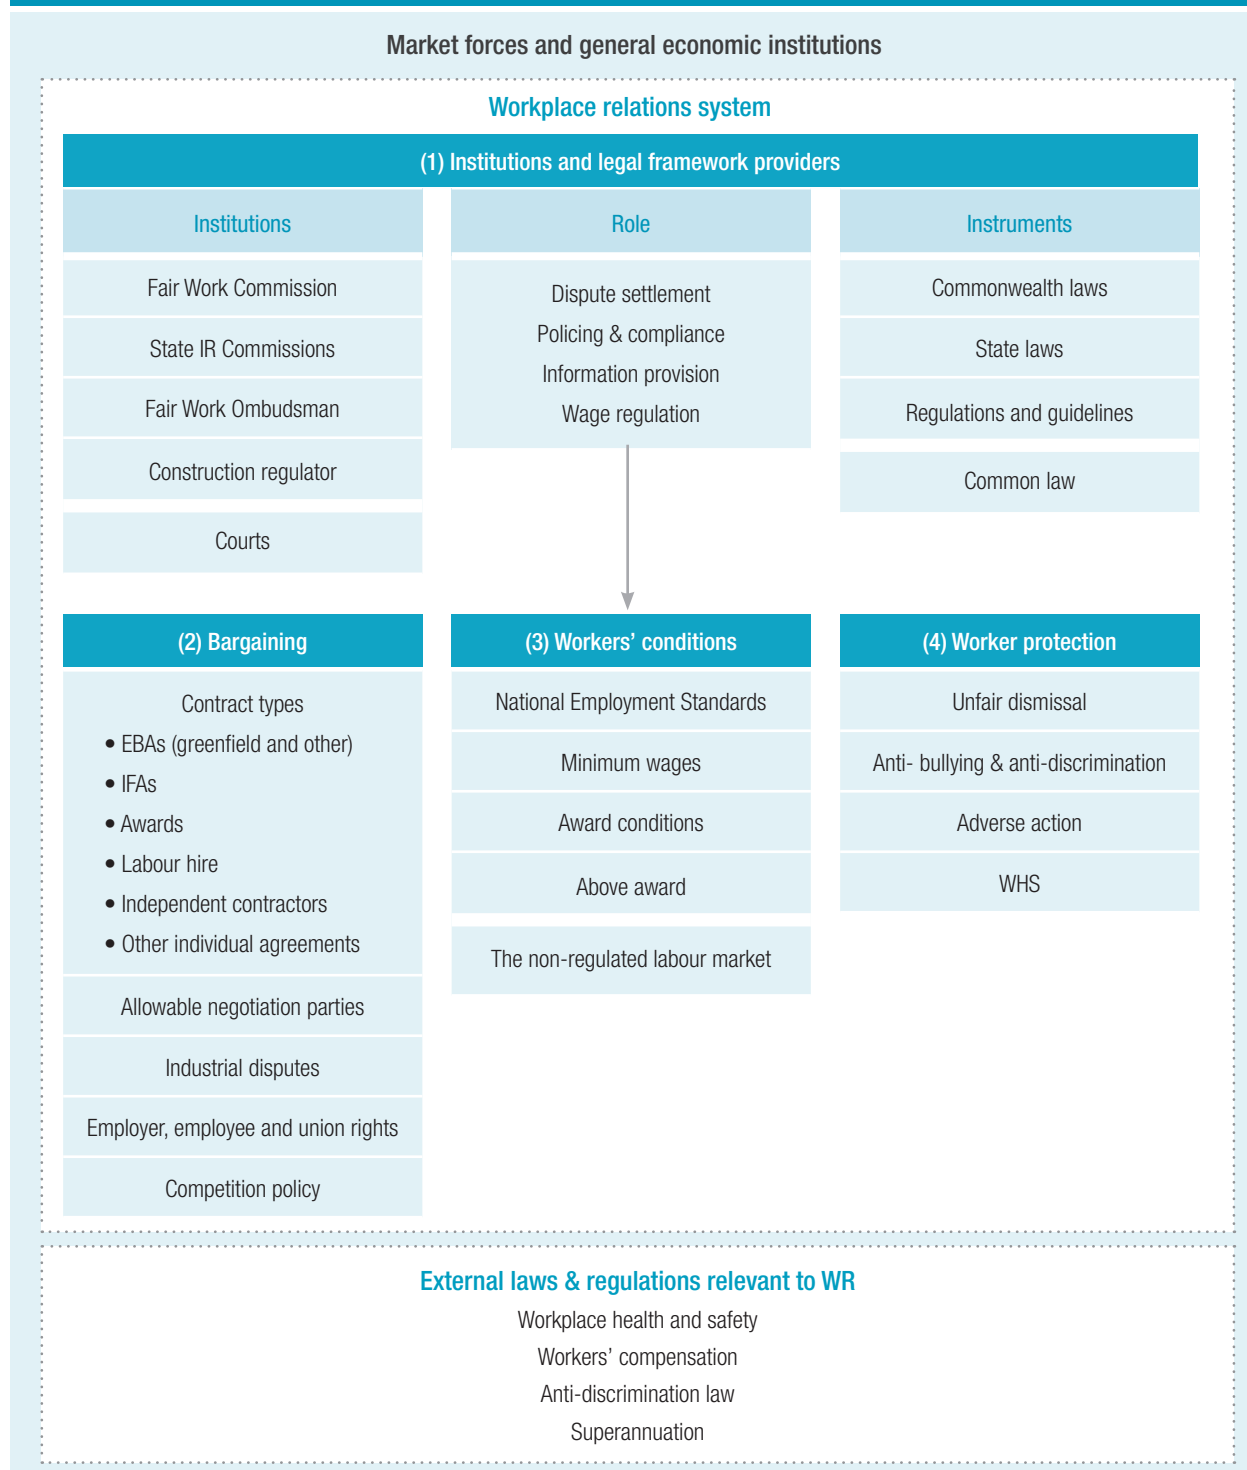 Market forces and general economic institutions
Workplace relations system
(1) Institutions and legal framework providers
Institutions
Fair Work Commission
State IR Commissions
Fair Work Ombudsman
Construction regulator
Courts
Role
Dispute settlement
Policing & compliance
Information provision
Wage regulation
Instruments
Commonwealth laws
State laws
Regulations and guidelines
Common law
(2) Bargaining
Contract types
• EBAs (greenfield and other)
• IFAs
• Awards
• Labour hire
• Independent contractors
• Other individual agreements
Allowable negotiation parties
Industrial disputes
Employer, employee and union rights
Competition policy
(3) Workers’ conditions
National Employment Standards
Minimum wages
Award conditions
Above award
The non-regulated labour market
(4) Worker protection
Unfair dismissal
Anti- bullying & anti-discrimination
Adverse action
WHS
External laws & regulations relevant to WR
Workplace health and safety
Workers’ compensation
Anti-discrimination law
Superannuation